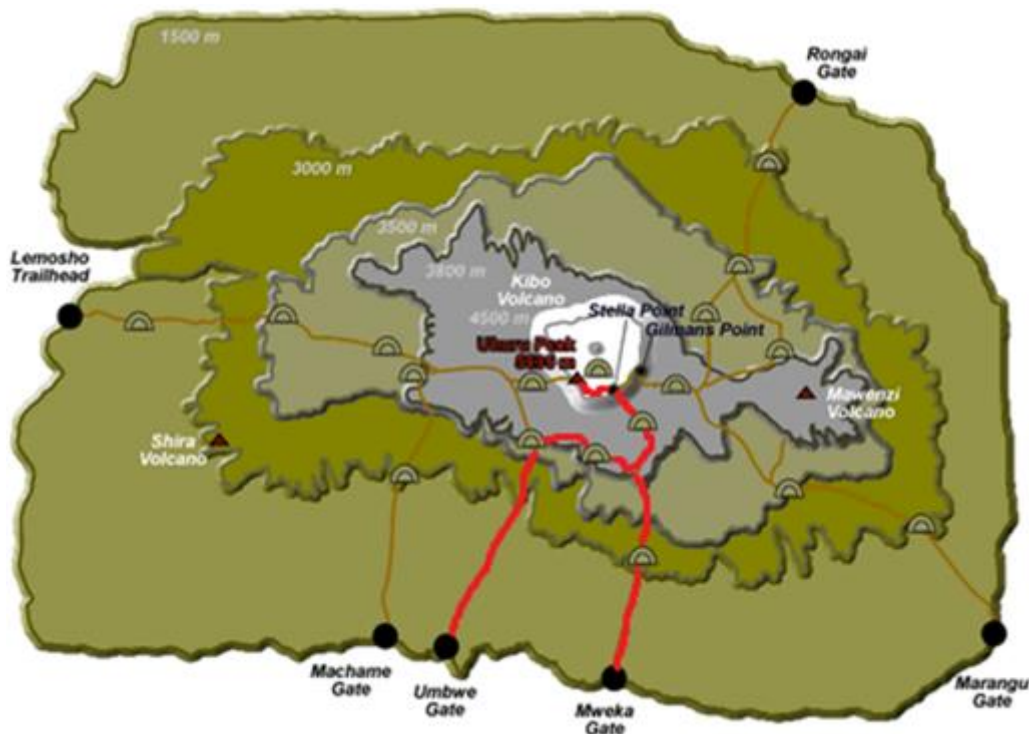 1500 m
Rongai
Gate
3000 m
3500 m
Lemosho
Trailhead
3800 m
Kibo
Volcano
4500 m
Stella Point
Gilmans Point
Uhuru Peak
m
Mawenzi
Volcano
Shira
Volcano
Machame
Gate
Umbwe
Gate
Mweka
Gate
Marangu
Gate